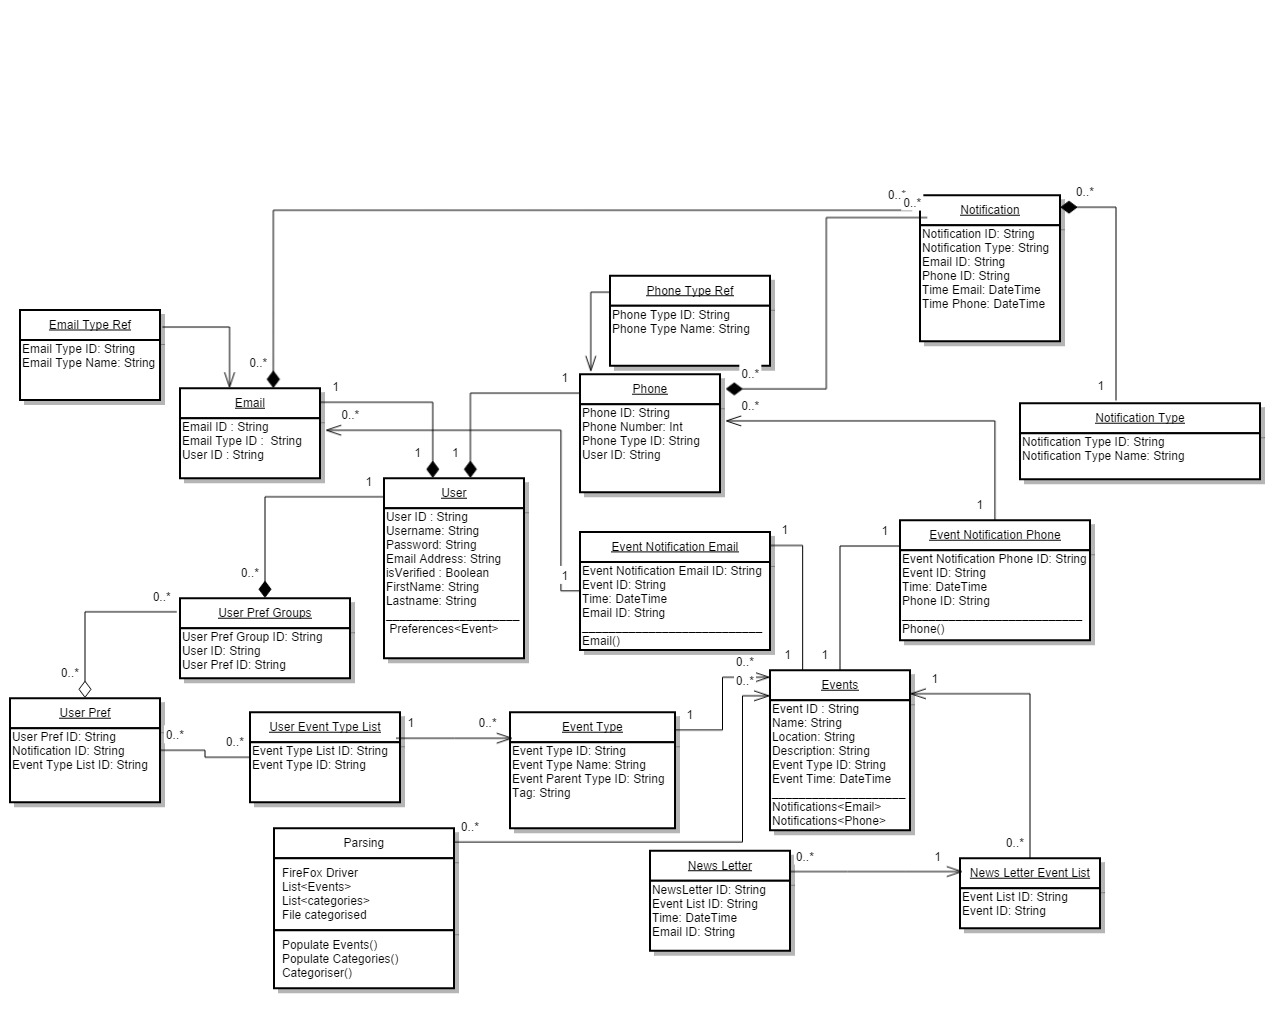 0..*
0..*
Notification
0..*
Notification ID: String
Notification Type: String
Email ID: String
Phone ID: String
Time Email: DateTime
Time Phone: DateTime
Phone Type Ref
Phone Type ID: String
Phone Type Name: String
Email Type Ref
Email Type ID: String
Email Type Name: String
0..*
1
Email
Email ID : String
Email Type ID :  String
User ID : String
0..*
1
0..*
Phone
Phone ID: String
Phone Number: Int
Phone Type ID: String
User ID: String
0..*
1
Notification Type
Notification Type ID: String
Notification Type Name: String
1
1
1
User
User ID : String
Username: String
Password: String
Email Address: String
isVerified : Boolean
FirstName: String
Lastname: String
Preferences<Event>
1
Event Notification Email
Event Notification Email ID: String
Event ID: String
Time: DateTime
Email ID: String
Email()
1
1
1
Event Notification Phone
Event Notification Phone ID: String
Event ID: String
Time: DateTime
Phone ID: String
Phone()
0..*
0..*
User Pref Groups
User Pref Group ID: String
User ID: String
User Pref ID: String
0..*
User Pref
User Pref ID: String
Notification ID: String
Event Type List ID: String
0..*
0..*
User Event Type List
Event Type List ID: String
Event Type ID: String
1
0..*
Event Type
Event Type ID: String
Event Type Name: String
Event Parent Type ID: String
Tag: String
1
0..*
0..*
1
1
Events
Event ID : String
Name: String
Location: String
Description: String
Event Type ID: String
Event Time: DateTime
Notifications<Email>
Notifications<Phone>
1
0..*
Parsing
FireFox Driver
List<Events>
List<categories>
File categorised
Populate Events()
Populate Categories()
Categoriser()
0..*
News Letter
NewsLetter ID: String
Event List ID: String
Time: DateTime
Email ID: String
0..*
1
News Letter Event List
Event List ID: String
Event ID: String